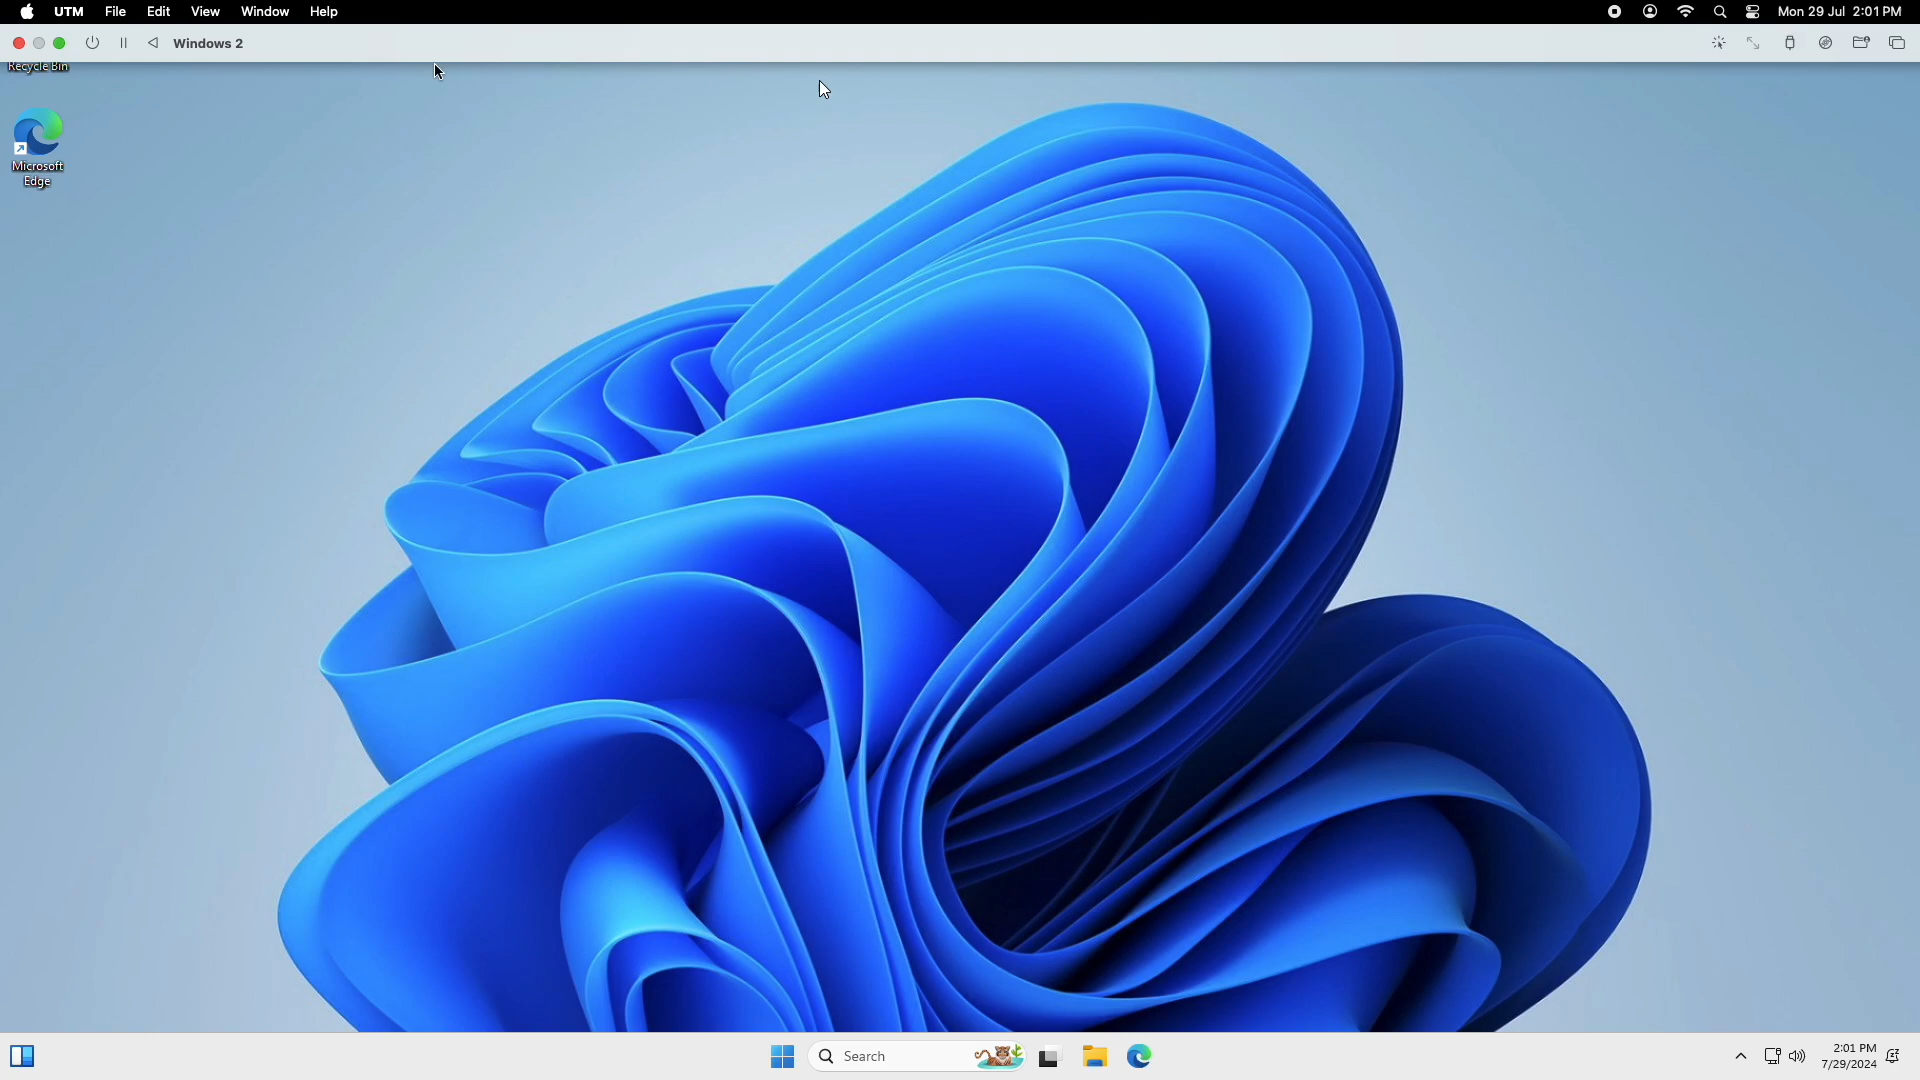 UTM File Edit View Window Help Mon 29 Jul 2:01 PM
Windows 2
Recycle Bin
Microsoft
Edge
Search
2:01 PM
7/29/2024